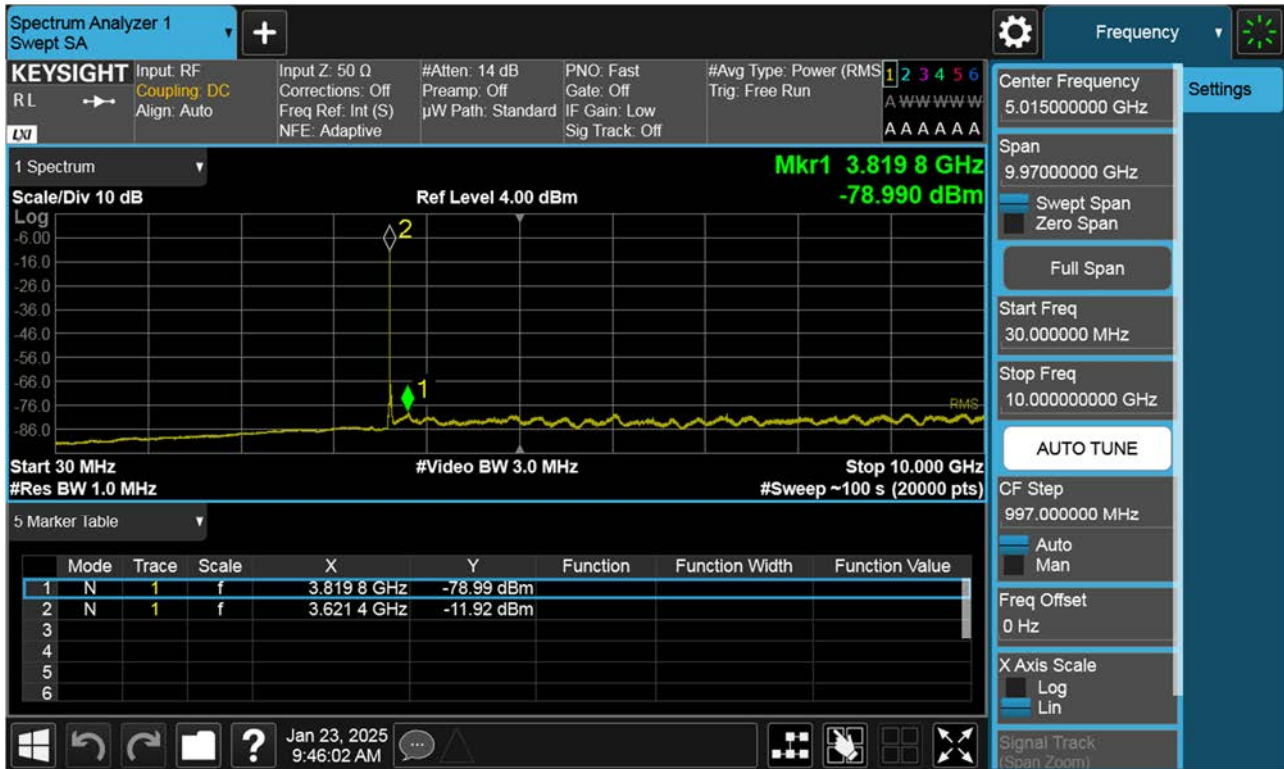 Spectrum Analyzer 1
Swept SA
+
Frequency
KEYSIGHT
RL
LXI
Input: RF
Coupling: DC
Align: Auto
Input Z: 50 Ω
Corrections: Off
Freq Ref: Int (S)
NFE: Adaptive
#Atten: 14 dB
Preamp: Off
µW Path: Standard
PNO: Fast
Gate: Off
IF Gain: Low
Sig Track: Off
#Avg Type: Power (RMS
Trig: Free Run
1 2 3 4 5 6
A W W W W W
A A A A A A
1 Spectrum
Scale/Div 10 dB
Ref Level 4.00 dBm
Mkr1 3.819 8 GHz
-78.990 dBm
Log
-6.00
-16.0
-26.0
-36.0
-46.0
-56.0
-66.0
-76.0
-86.0
2
1
RMS
Start 30 MHz
#Video BW 3.0 MHz
Stop 10.000 GHz
#Res BW 1.0 MHz
#Sweep ~100 s (20000 pts)
5 Marker Table
Mode Trace Scale X Y Function Function Width Function Value
1 N 1 f 3.819 8 GHz -78.99 dBm
2 N 1 f 3.621 4 GHz -11.92 dBm
3
4
5
6
?
Jan 23, 2025
9:46:02 AM
Center Frequency
5.015000000 GHz
Settings
Span
9.97000000 GHz
Swept Span
Zero Span
Full Span
Start Freq
30.000000 MHz
Stop Freq
10.000000000 GHz
AUTO TUNE
CF Step
997.000000 MHz
Auto
Man
Freq Offset
0 Hz
X Axis Scale
Log
Lin
Signal Track
(Span Zoom)